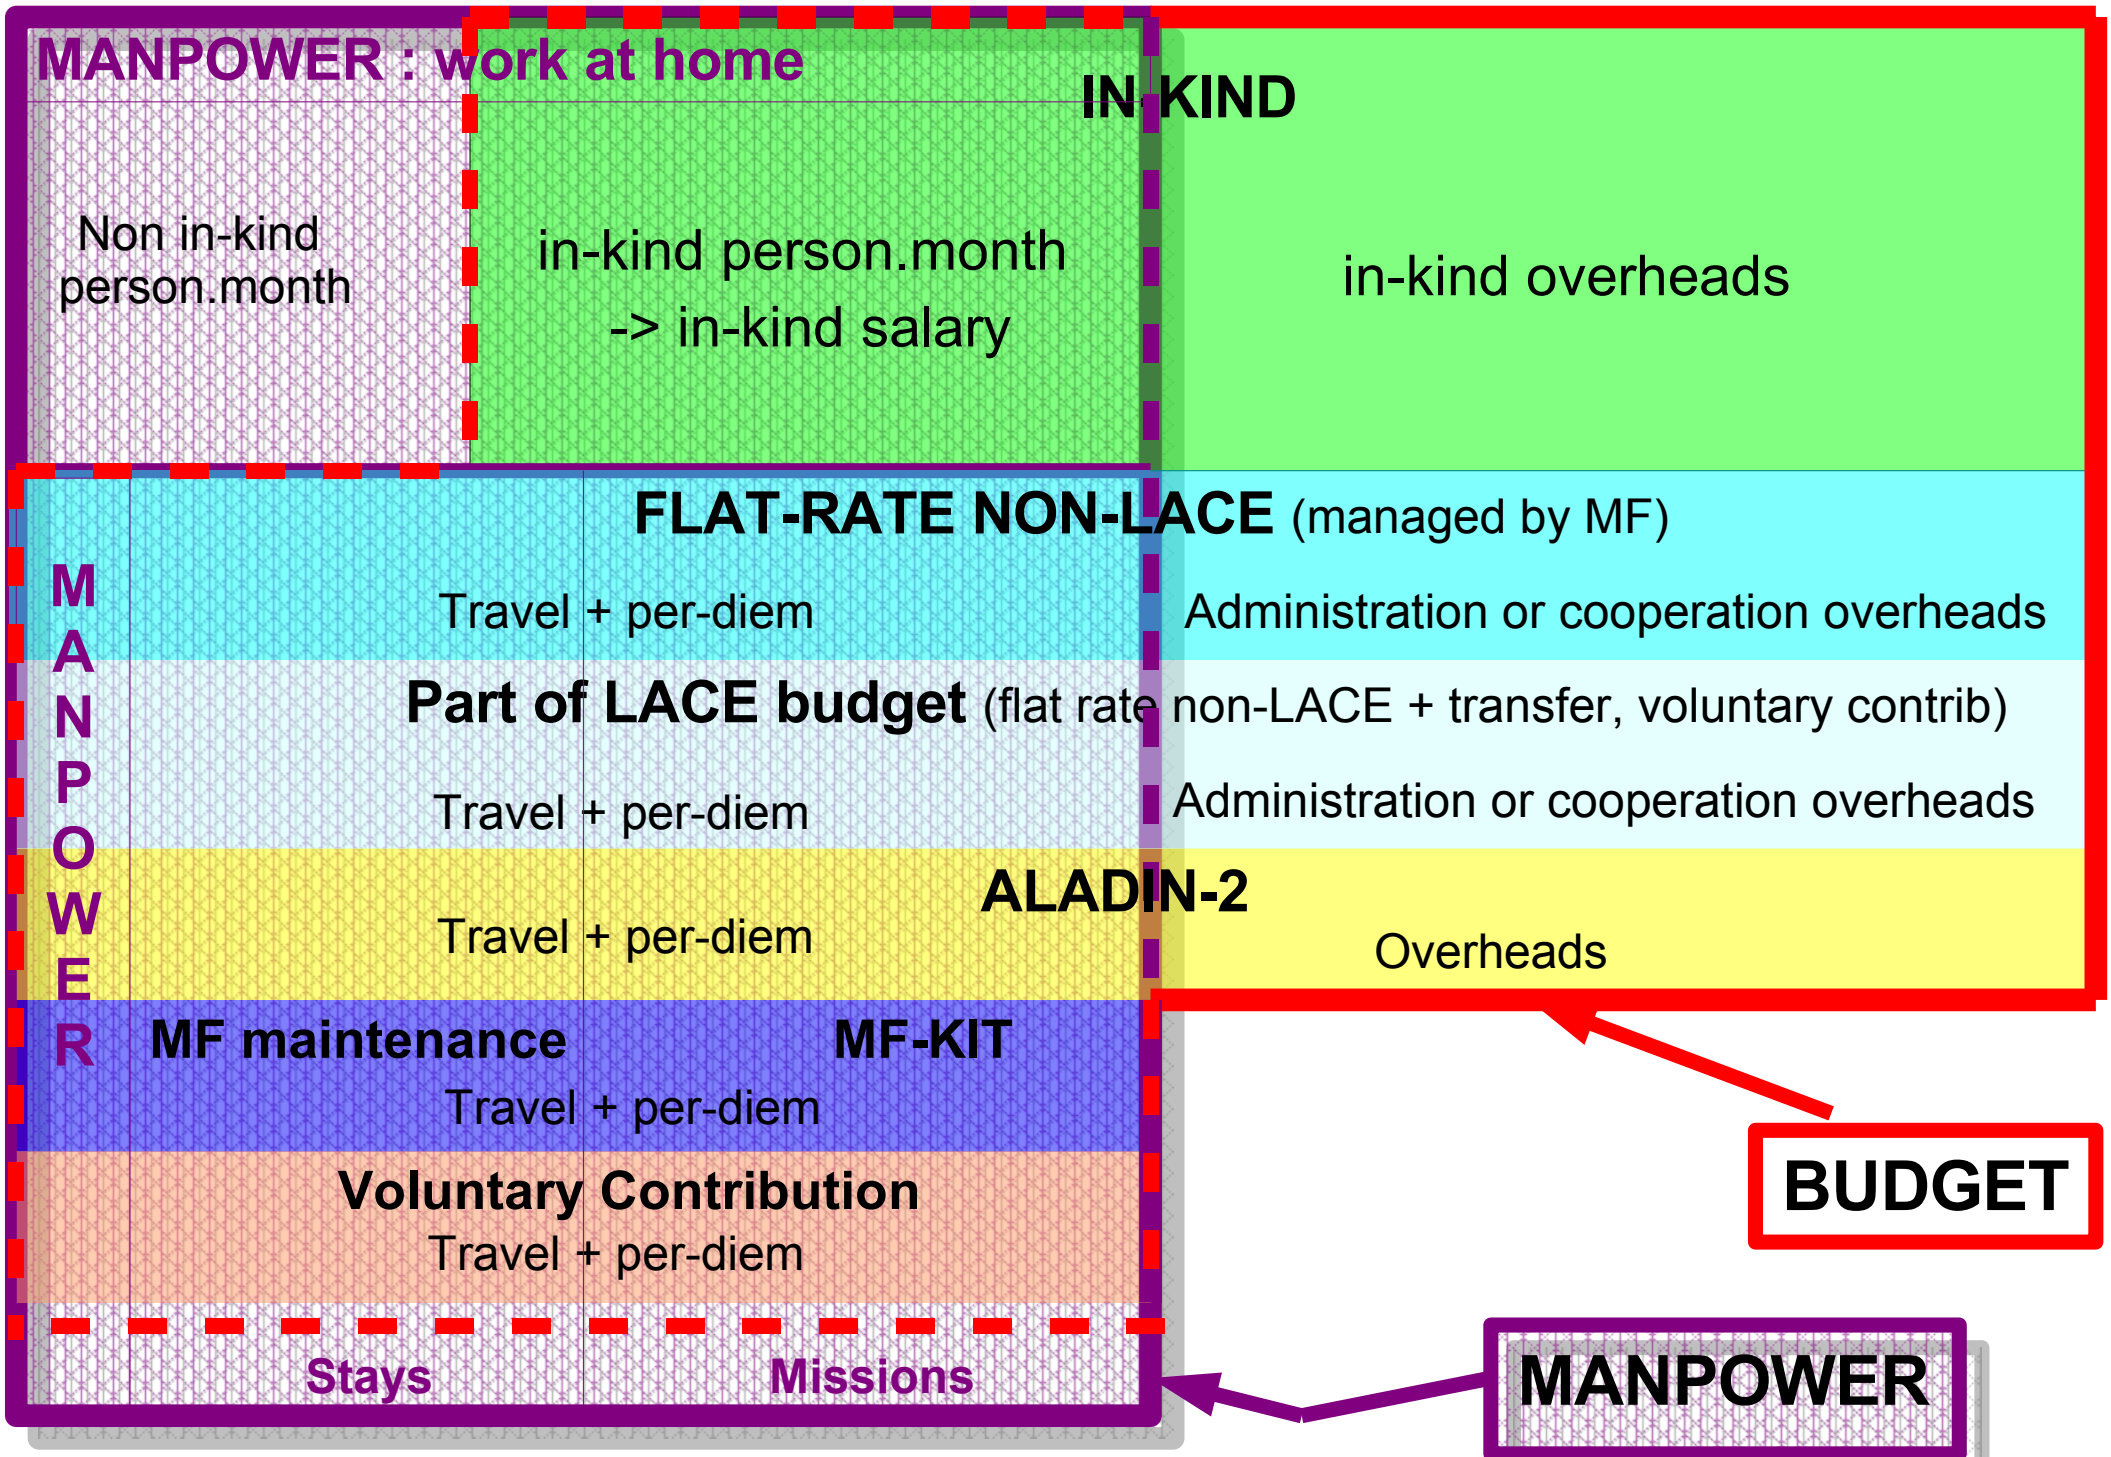 MANPOWER : work at home
IN-KIND
Non in-kind
person.month
in-kind person.month
-> in-kind salary
in-kind overheads
MANPOWER
FLAT-RATE NON-LACE (managed by MF)
Travel + per-diem
Administration or cooperation overheads
Part of LACE budget (flat rate non-LACE + transfer, voluntary contrib)
Travel + per-diem
Administration or cooperation overheads
ALADIN-2
Travel + per-diem
Overheads
MF maintenance
MF-KIT
Travel + per-diem
Voluntary Contribution
Travel + per-diem
Stays
Missions
BUDGET
MANPOWER